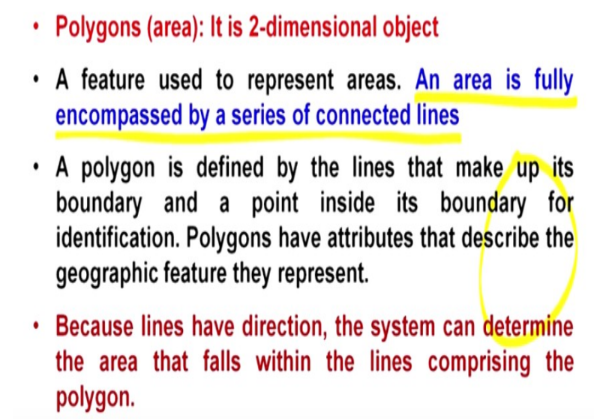 • Polygons (area): It is 2-dimensional object
• A feature used to represent areas. An area is fully
encompassed by a series of connected lines
• A polygon is defined by the lines that make up its
boundary and a point inside its boundary for
identification. Polygons have attributes that describe the
geographic feature they represent.
• Because lines have direction, the system can determine
the area that falls within the lines comprising the
polygon.